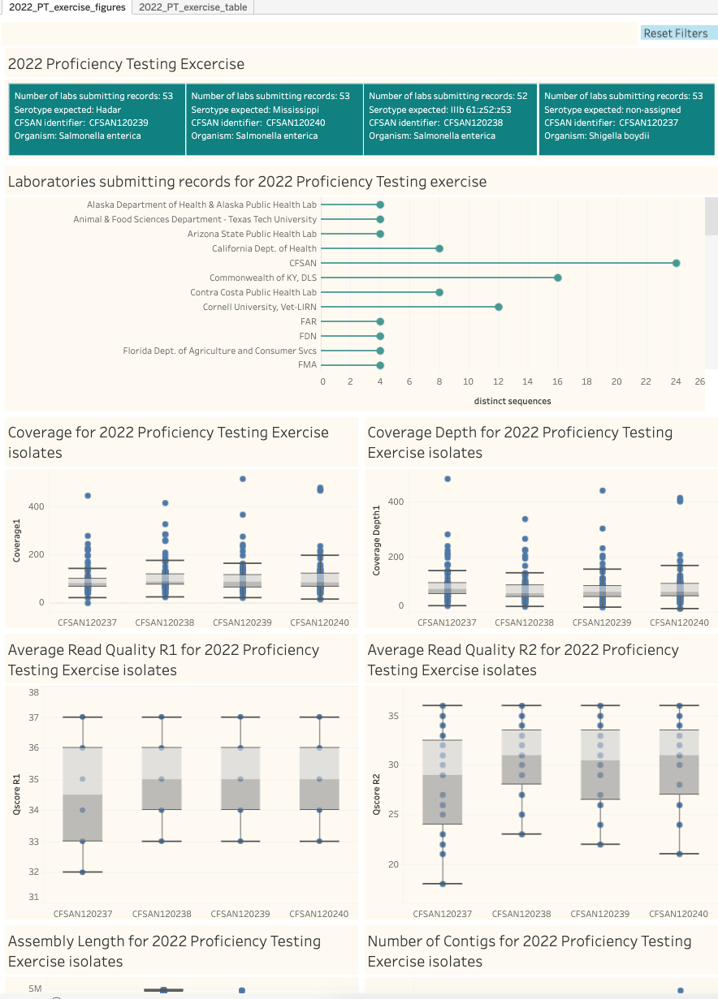 2022_PT_exercise_figures 2022_PT_exercise_table
Reset Filters
2022 Proficiency Testing Excercise
Number of labs submitting records: 53
Serotype expected: Hadar
CFSAN identifier: CFSAN120239
Organism: Salmonella enterica
Number of labs submitting records: 53
Serotype expected: Mississippi
CFSAN identifier: CFSAN120240
Organism: Salmonella enterica
Number of labs submitting records: 52
Serotype expected: IIIb 61:z52:z53
CFSAN identifier: CFSAN120238
Organism: Salmonella enterica
Number of labs submitting records: 53
Serotype expected: non-assigned
CFSAN identifier: CFSAN120237
Organism: Shigella boydii
Laboratories submitting records for 2022 Proficiency Testing exercise
Alaska Department of Health & Alaska Public Health Lab
Animal & Food Sciences Department - Texas Tech University
Arizona State Public Health Lab
California Dept. of Health
CFSAN
Commonwealth of KY, DLS
Contra Costa Public Health Lab
Cornell University, Vet-LIRN
FAR
FDN
Florida Dept. of Agriculture and Consumer Svcs
FMA
0 2 4 6 8 10 12 14 16 18 20 22 24 26
distinct sequences
Coverage for 2022 Proficiency Testing Exercise
isolates
Coverage1
400
200
0
CFSAN120237 CFSAN120238 CFSAN120239 CFSAN120240
Coverage Depth for 2022 Proficiency Testing
Exercise isolates
Coverage Depth1
400
200
0
CFSAN120237 CFSAN120238 CFSAN120239 CFSAN120240
Average Read Quality R1 for 2022 Proficiency
Testing Exercise isolates
Qscore R1
38
37
36
35
34
33
32
31
CFSAN120237 CFSAN120238 CFSAN120239 CFSAN120240
Average Read Quality R2 for 2022 Proficiency
Testing Exercise isolates
Qscore R2
35
30
25
20
CFSAN120237 CFSAN120238 CFSAN120239 CFSAN120240
Assembly Length for 2022 Proficiency Testing
Exercise isolates
5M
Number of Contigs for 2022 Proficiency Testing
Exercise isolates